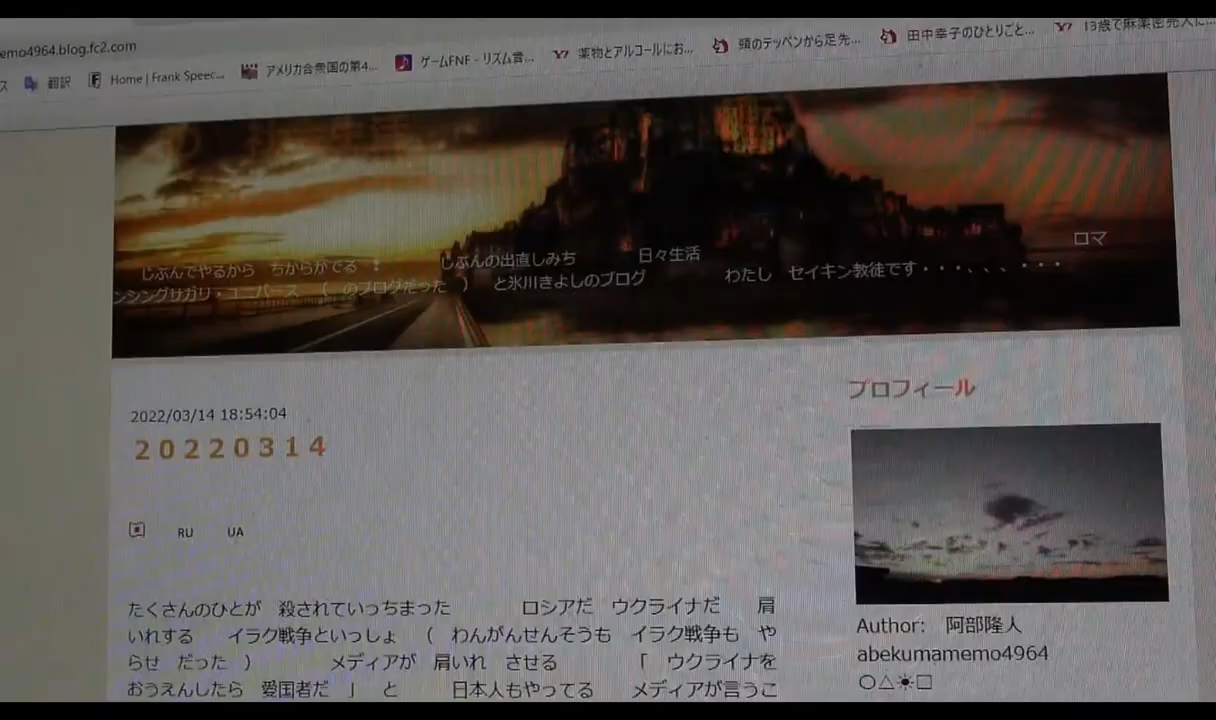 emo4964.blog.fc2.com
ス 翻訳 Home | Frank Speec... アメリカ合衆国の第4... ゲームFNF - リズム音... 薬物とアルコールにお... 頭のテッペンから足先... 田中幸子のひとりごと... 13歳で麻薬密売人に...
ロマ
じぶんでやるから ちからがでる ! じぶんの出直しみち 日々生活
ンシングサガリ・ユニバース ( のブログだった ) と氷川きよしのブログ わたし セイキン教徒です・・・、、、・・・
2022/03/14 18:54:04
20220314
RU UA
たくさんのひとが 殺されていっちまった ロシアだ ウクライナだ 肩
いれする イラク戦争といっしょ ( わんがんせんそうも イラク戦争も や
らせ だった ) メディアが 肩いれ させる 「 ウクライナを
おうえんしたら 愛国者だ 」 と 日本人もやってる メディアが言うこ
プロフィール
Author: 阿部隆人
abekumamemo4964
○△☀□